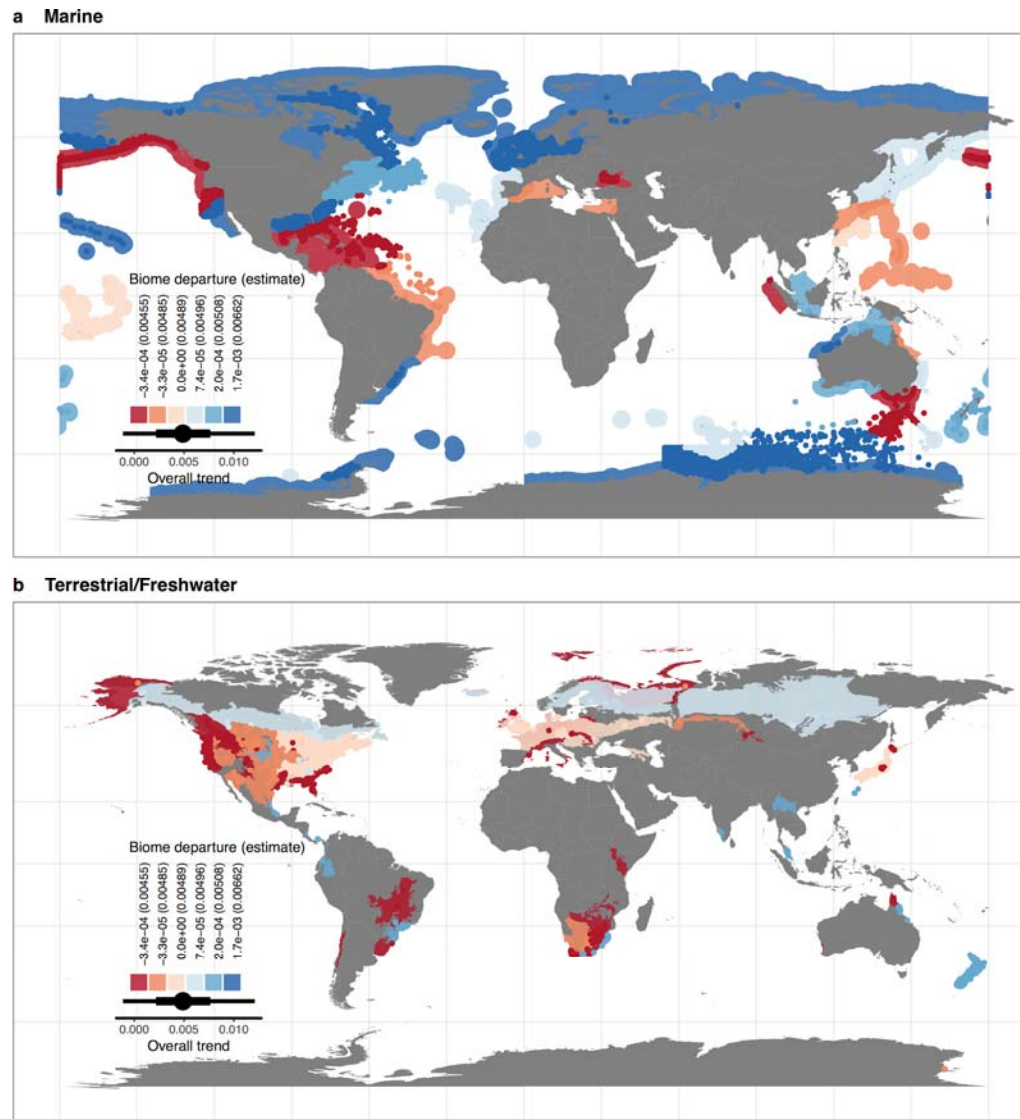 a Marine
Biome departure (estimate)
−3.4e−04 (0.00455)
−3.3e−05 (0.00485)
0.0e+00 (0.00489)
7.4e−05 (0.00496)
2.0e−04 (0.00508)
1.7e−03 (0.00662)
0.000 0.005 0.010
Overall trend
b Terrestrial/Freshwater
Biome departure (estimate)
−3.4e−04 (0.00455)
−3.3e−05 (0.00485)
0.0e+00 (0.00489)
7.4e−05 (0.00496)
2.0e−04 (0.00508)
1.7e−03 (0.00662)
0.000 0.005 0.010
Overall trend